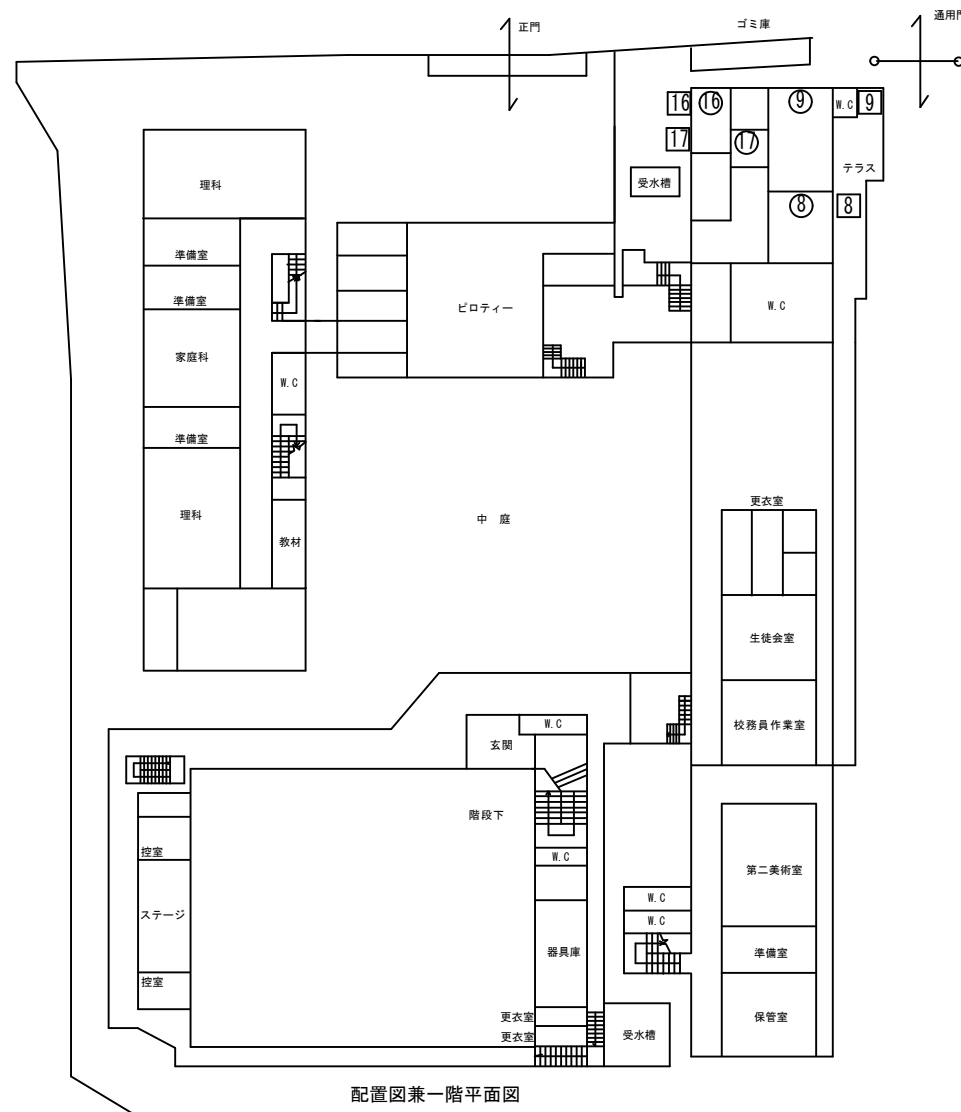 正門
ゴミ庫
通用門
16
⑯
⑨
W.C
9
17
⑰
テラス
受水槽
理科
⑧
8
準備室
準備室
ピロティー
W.C
家庭科
W.C
準備室
更衣室
理科
中 庭
教材
生徒会室
校務員作業室
W.C
玄関
階段下
控室
W.C
第二美術室
W.C
ステージ
W.C
器具庫
準備室
控室
更衣室
保管室
更衣室
受水槽
配置図兼一階平面図